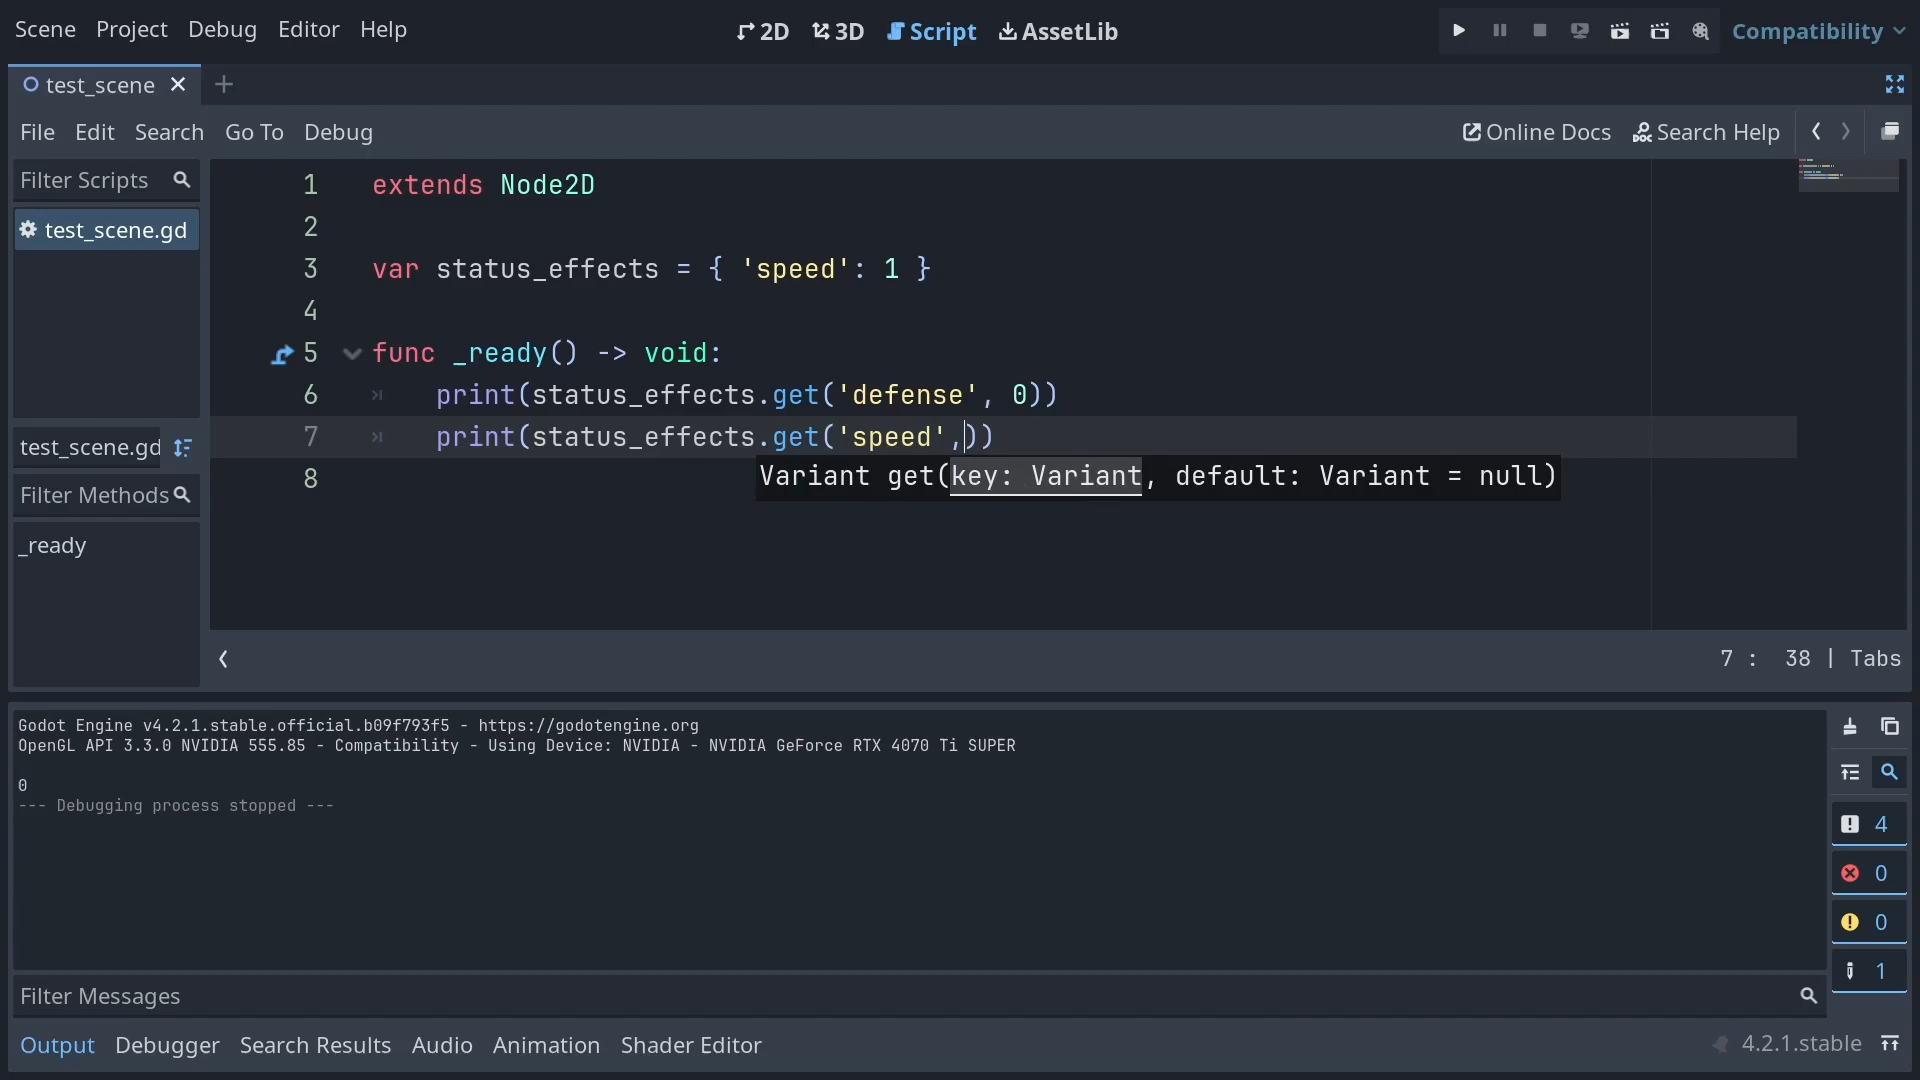 Scene Project Debug Editor Help
2D 3D Script AssetLib
Compatibility
test_scene
File Edit Search Go To Debug
Online Docs Search Help
Filter Scripts
test_scene.gd
test_scene.gd
Filter Methods
_ready
1 extends Node2D
2
3 var status_effects = { 'speed': 1 }
4
5 func _ready() -> void:
6 print(status_effects.get('defense', 0))
7 print(status_effects.get('speed',))
Variant get(key: Variant, default: Variant = null)
8
7 : 38 | Tabs
Godot Engine v4.2.1.stable.official.b09f793f5 - https://godotengine.org
OpenGL API 3.3.0 NVIDIA 555.85 - Compatibility - Using Device: NVIDIA - NVIDIA GeForce RTX 4070 Ti SUPER
0
--- Debugging process stopped ---
4
0
0
1
Filter Messages
Output Debugger Search Results Audio Animation Shader Editor
4.2.1.stable